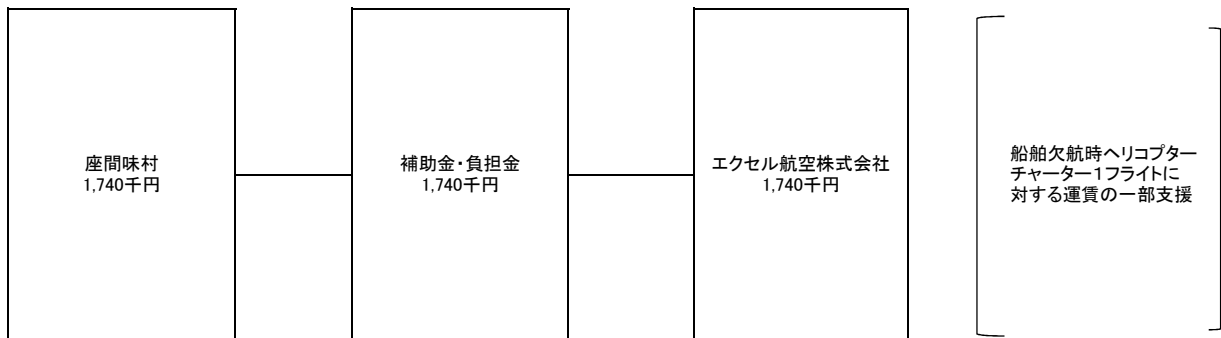 座間味村
1,740千円
補助金・負担金
1,740千円
エクセル航空株式会社
1,740千円
船舶欠航時ヘリコプター
チャーター１フライトに
対する運賃の一部支援